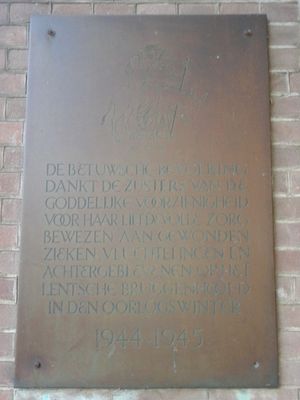 DE BETUWSCHE BEVOLKING
DANKT DE ZUSTERS VAN DE
GODDELIJKE VOORZIENIGHEID
VOOR HAAR LIEFDEVOLLE ZORG
BEWEZEN AAN GEWONDEN
ZIEKEN, VLUCHTELINGEN EN
ACHTERGEBLEVENEN OP HET
LENTSCHE BRUGGENHOOFD
IN DEN OORLOGSWINTER
1944-1945